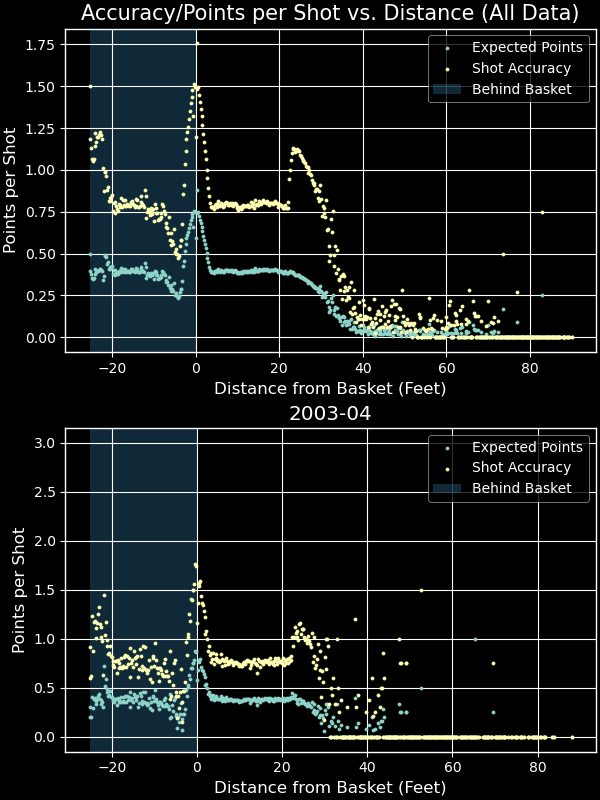 Accuracy/Points per Shot vs. Distance (All Data)
1.75
1.50
1.25
1.00
0.75
0.50
0.25
0.00
Points per Shot
Expected Points
Shot Accuracy
Behind Basket
−20 0 20 40 60 80
Distance from Basket (Feet)
2003-04
3.0
2.5
2.0
1.5
1.0
0.5
0.0
Points per Shot
Expected Points
Shot Accuracy
Behind Basket
−20 0 20 40 60 80
Distance from Basket (Feet)